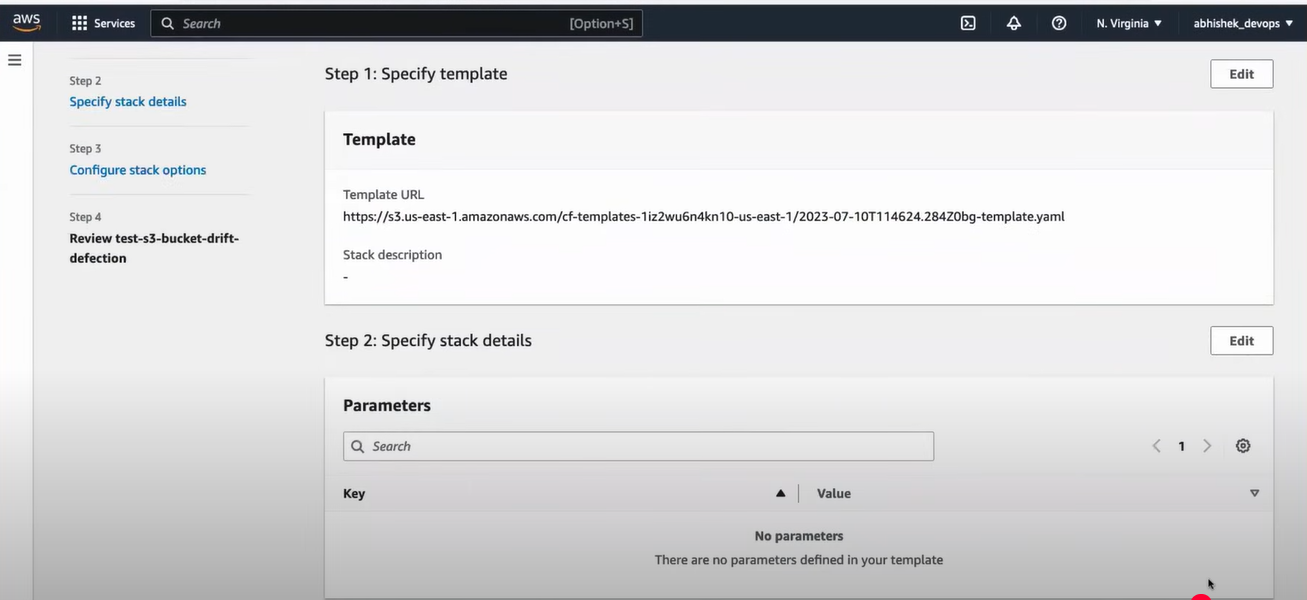 aws
Services
Search
[Option+S]
N. Virginia
abhishek_devops
Step 2
Specify stack details
Step 3
Configure stack options
Step 4
Review test-s3-bucket-drift-
defection
Step 1: Specify template
Edit
Template
Template URL
https://s3.us-east-1.amazonaws.com/cf-templates-1iz2wu6n4kn10-us-east-1/2023-07-10T114624.284Z0bg-template.yaml
Stack description
-
Step 2: Specify stack details
Edit
Parameters
Search
1
Key
Value
No parameters
There are no parameters defined in your template